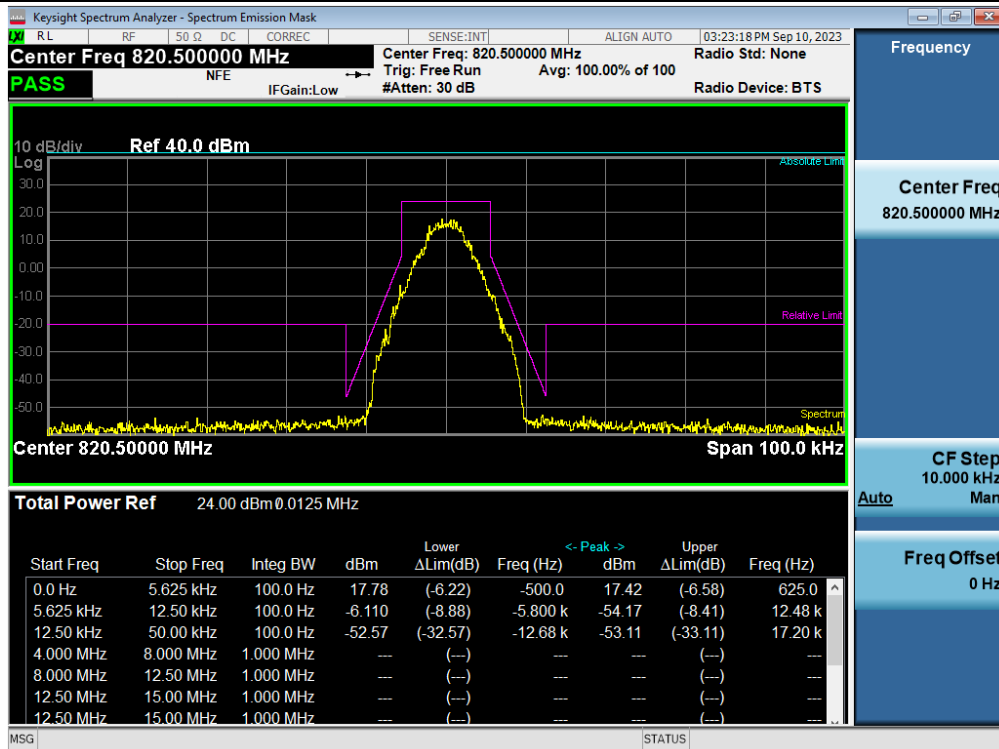 Keysight Spectrum Analyzer - Spectrum Emission Mask
LXI RL RF 50 Ω DC CORREC SENSE:INT ALIGN AUTO 03:23:18 PM Sep 10, 2023
Center Freq 820.500000 MHz Center Freq: 820.500000 MHz Radio Std: None
NFE Trig: Free Run Avg: 100.00% of 100
PASS IFGain:Low #Atten: 30 dB Radio Device: BTS
10 dB/div Ref 40.0 dBm
Log Absolute Limit
30.0
20.0
10.0
0.00
-10.0
-20.0 Relative Limit
-30.0
-40.0
-50.0 Spectrum
Center 820.50000 MHz Span 100.0 kHz
Total Power Ref 24.00 dBm/0.0125 MHz
Lower <- Peak -> Upper
Start Freq Stop Freq Integ BW dBm ΔLim(dB) Freq (Hz) dBm ΔLim(dB) Freq (Hz)
0.0 Hz 5.625 kHz 100.0 Hz 17.78 (-6.22) -500.0 17.42 (-6.58) 625.0
5.625 kHz 12.50 kHz 100.0 Hz -6.110 (-8.88) -5.800 k -54.17 (-8.41) 12.48 k
12.50 kHz 50.00 kHz 100.0 Hz -52.57 (-32.57) -12.68 k -53.11 (-33.11) 17.20 k
4.000 MHz 8.000 MHz 1.000 MHz --- (---) --- --- (---) ---
8.000 MHz 12.50 MHz 1.000 MHz --- (---) --- --- (---) ---
12.50 MHz 15.00 MHz 1.000 MHz --- (---) --- --- (---) ---
12.50 MHz 15.00 MHz 1.000 MHz --- (---) --- --- (---) ---
MSG STATUS
Frequency
Center Freq
820.500000 MHz
CF Step
10.000 kHz
Auto Man
Freq Offset
0 Hz